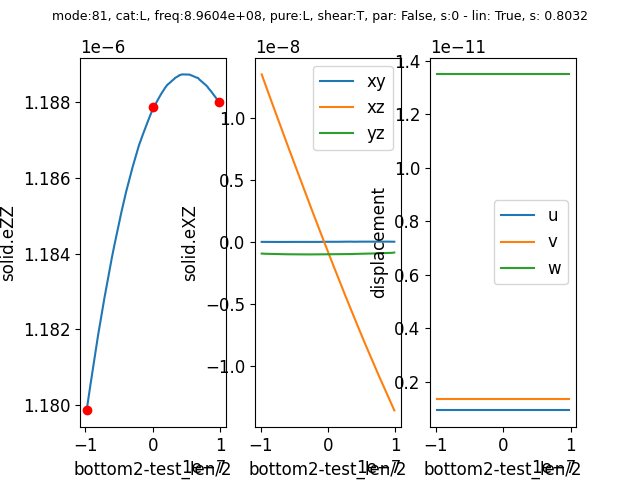 mode:81, cat:L, freq:8.9604e+08, pure:L, shear:T, par: False, s:0 - lin: True, s: 0.8032
1e−6
1e−8
1e−11
1.188
1.186
1.184
1.182
1.180
solid.eZZ
−1
0
1
1e−7
bottom2-test_len/2
1.0
0.5
0.0
−0.5
−1.0
solid.eXZ
xy
xz
yz
−1
0
1
1e−7
bottom2-test_len/2
1.4
1.2
1.0
0.8
0.6
0.4
0.2
displacement
u
v
w
−1
0
1
1e−7
bottom2-test_len/2